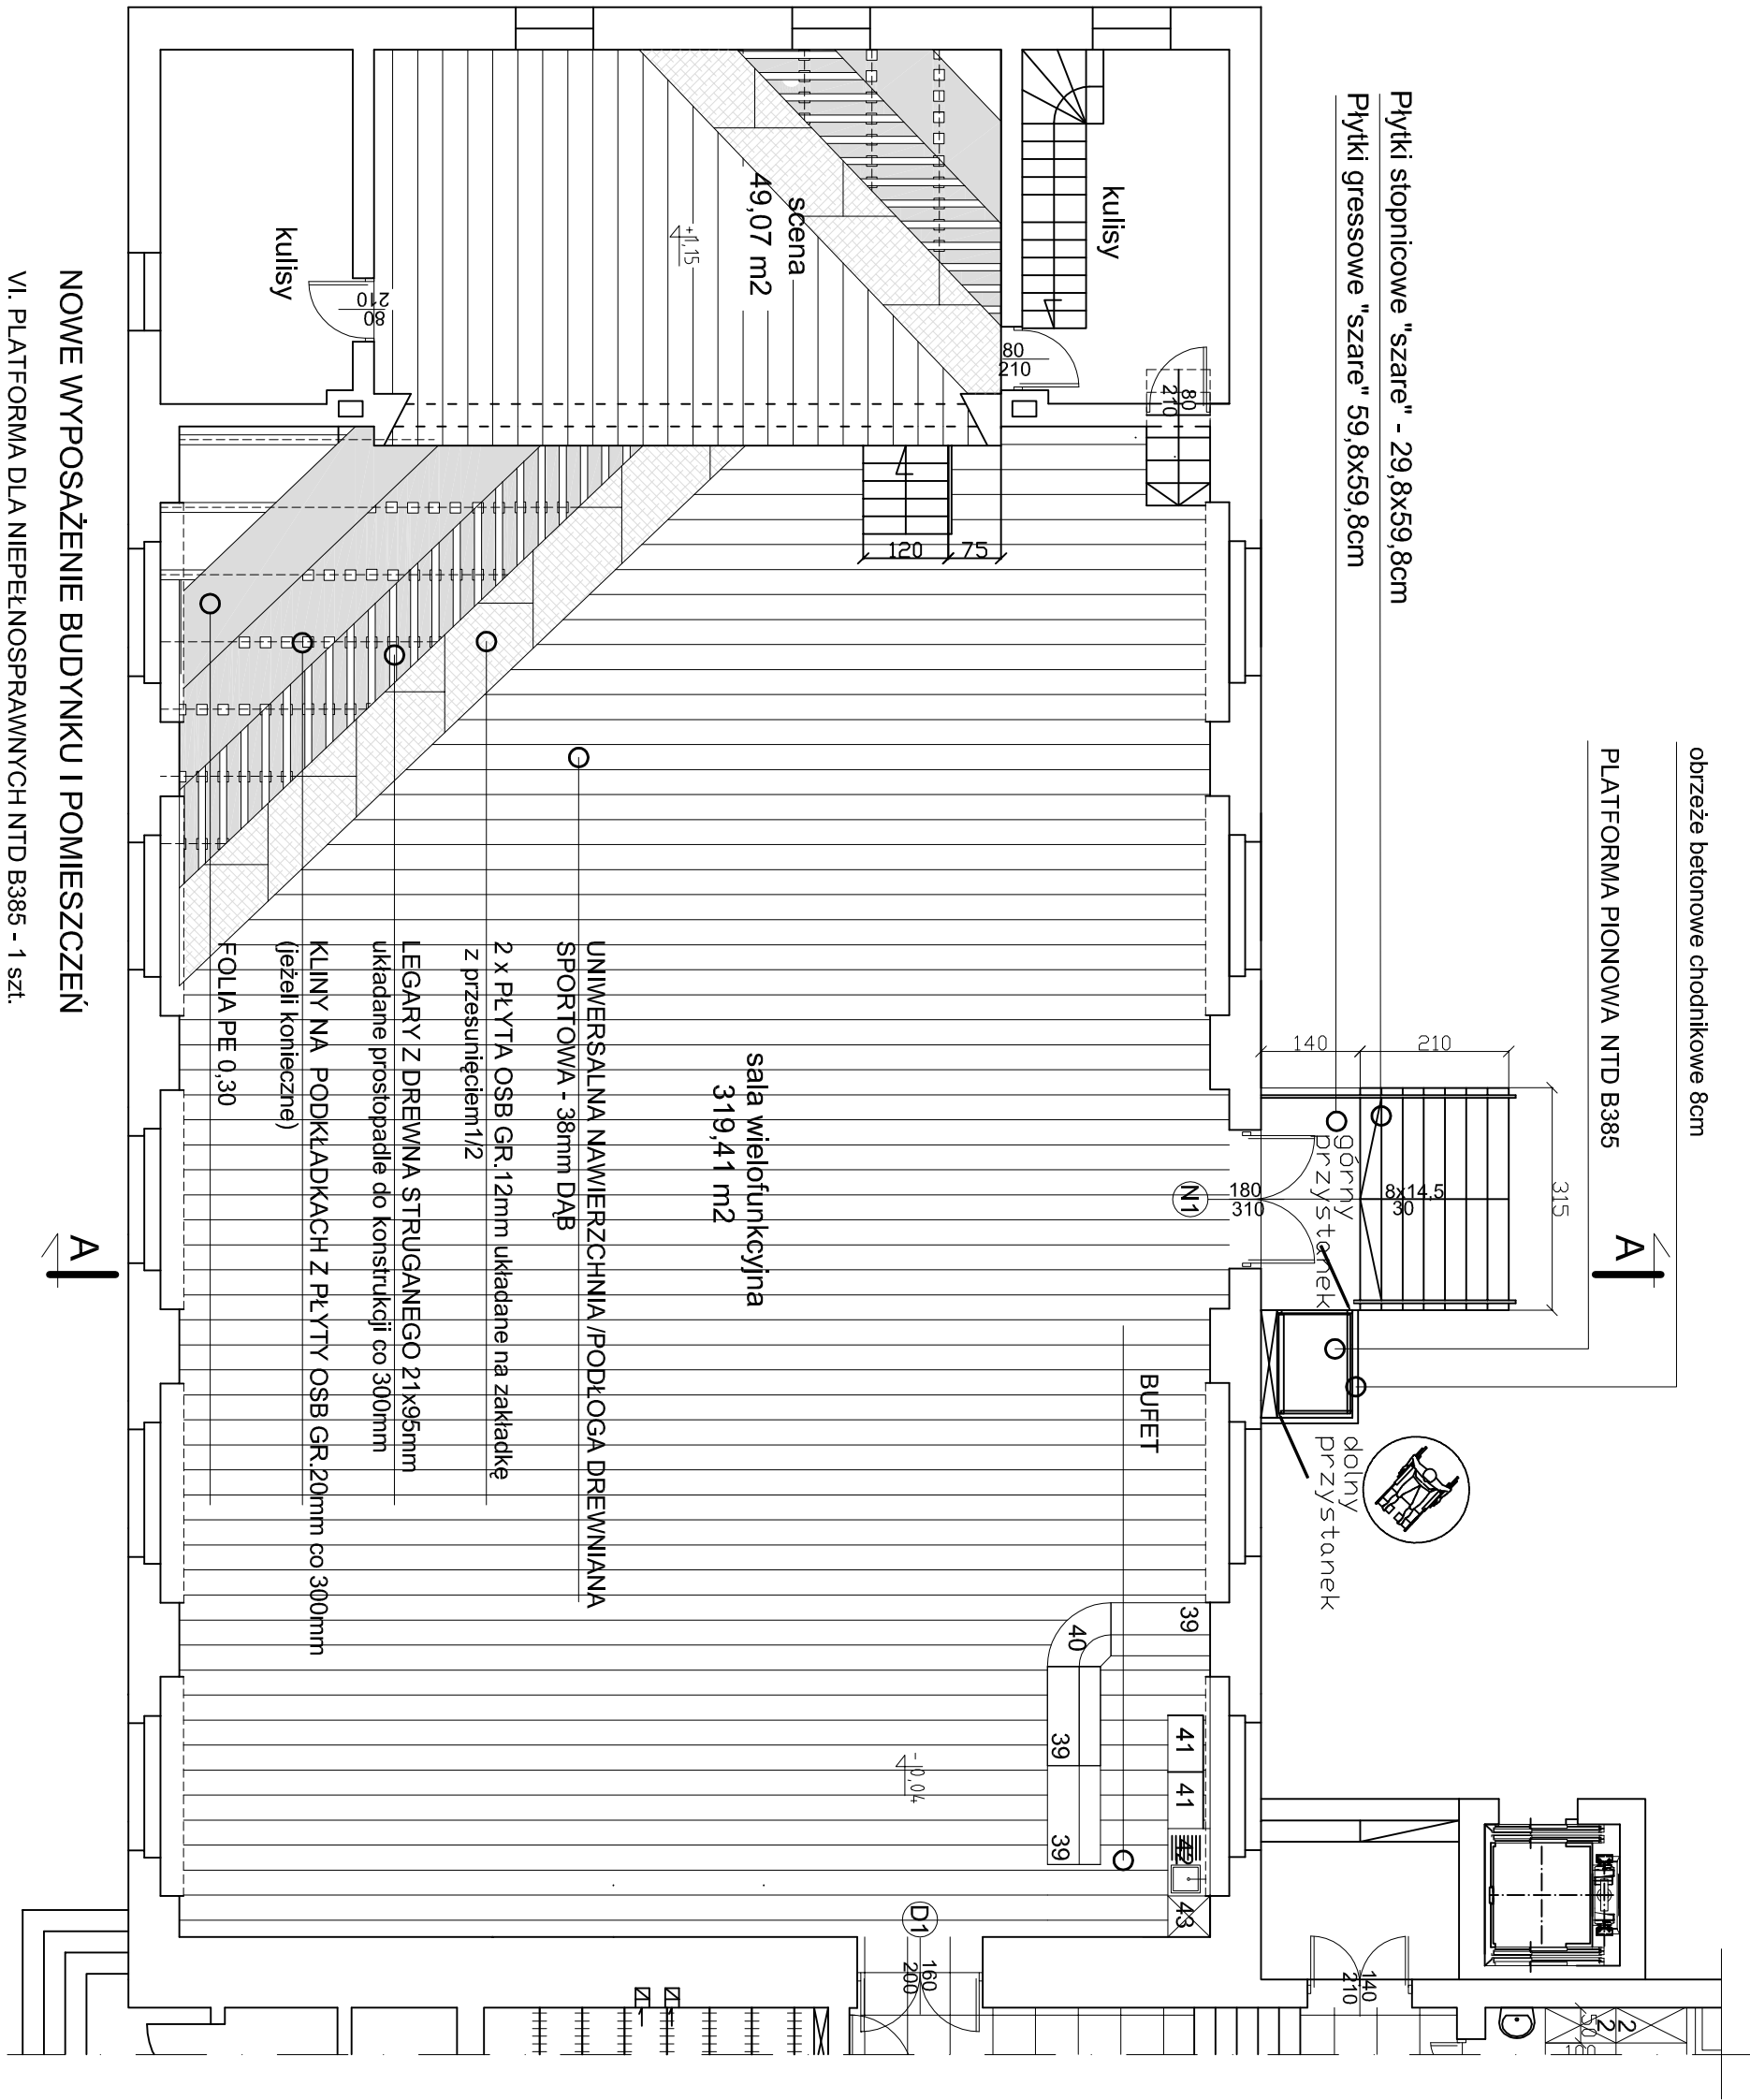 Płytki stopnicowe "szare" - 29,8x59,8cm
Płytki gressowe "szare" 59,8x59,8cm
obrzeże betonowe chodnikowe 8cm
PLATFORMA PIONOWA NTD B385
kulisy
80
210
80
210
scena
49,07 m2
+1,15
kulisy
80
210
120
75
140
210
315
górny
przystanek
8x14,5
30
180
310
N1
A
A
dolny
przystanek
BUFET
sala wielofunkcyjna
319,41 m2
UNIWERSALNA NAWIERZCHNIA /PODŁOGA DREWNIANA
SPORTOWA - 38mm DĄB
2 x PŁYTA OSB GR.12mm układane na zakładkę
z przesunięciem1/2
LEGARY Z DREWNA STRUGANEGO 21x95mm
układane prostopadle do konstrukcji co 300mm
KLINY NA PODKŁADKACH Z PŁYTY OSB GR.20mm co 300mm
(jeżeli konieczne)
FOLIA PE 0,30
39
40
39
39
41
41
42
43
-0,04
D1
160
200
140
210
2
2
50
100
NOWE WYPOSAŻENIE BUDYNKU I POMIESZCZEŃ
VI. PLATFORMA DLA NIEPEŁNOSPRAWNYCH NTD B385 - 1 szt.